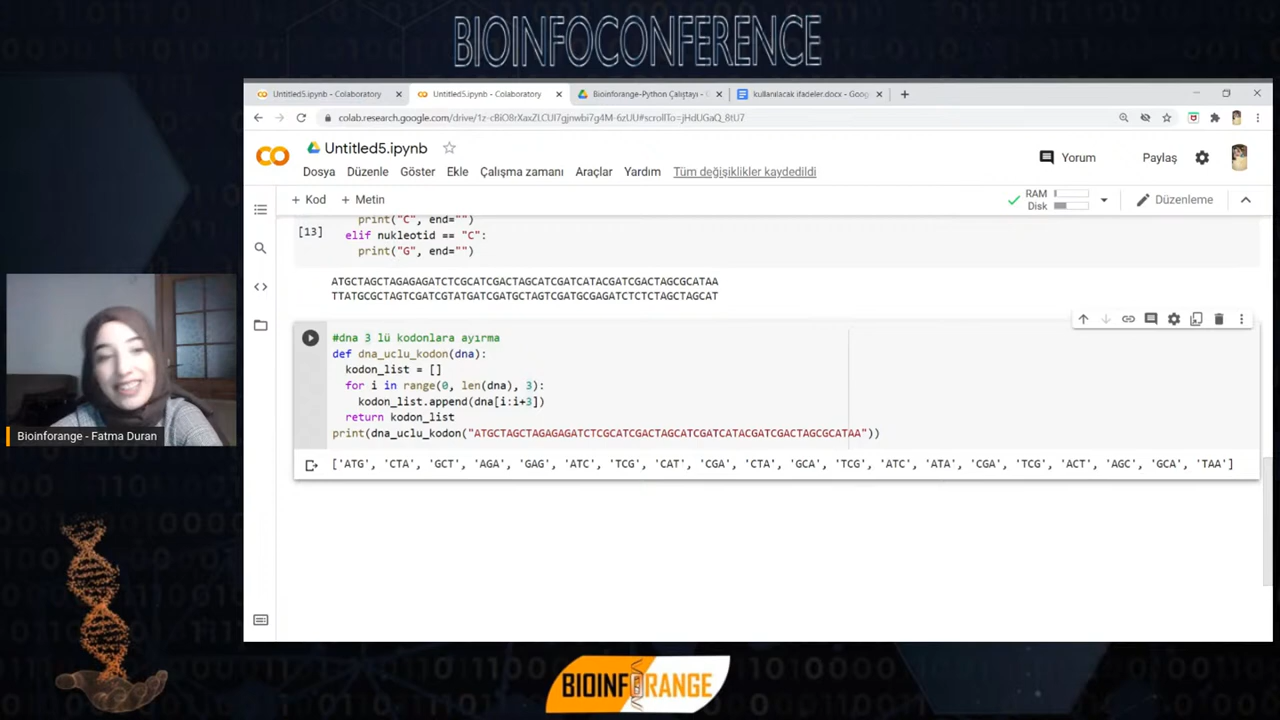 BIOINFOCONFERENCE
Untitled5.ipynb - Colaboratory
Untitled5.ipynb - Colaboratory
Bioinforange-Python Çalıştayı -
kullanılacak ifadeler.docx - Goog
colab.research.google.com/drive/
Untitled5.ipynb
Yorum
Paylaş
Dosya Düzenle Göster Ekle Çalışma zamanı Araçlar Yardım Tüm değişiklikler kaydedildi
+ Kod + Metin
RAM
Disk
Düzenleme
print("C", end="")
[13] elif nukleotid == "C":
print("G", end="")
ATGCTAGCTAGAGAGATCTCGCATCGACTAGCATCGATCATACGATCGACTAGCGCATAA
TTATGCGCTAGTCGATCGTATGATCGATGCTAGTCGATGCGAGATCTCTCTAGCTAGCAT
#dna 3 lü kodonlara ayırma
def dna_uclu_kodon(dna):
kodon_list = []
for i in range(0, len(dna), 3):
kodon_list.append(dna[i:i+3])
return kodon_list
print(dna_uclu_kodon("ATGCTAGCTAGAGAGATCTCGCATCGACTAGCATCGATCATACGATCGACTAGCGCATAA"))
['ATG', 'CTA', 'GCT', 'AGA', 'GAG', 'ATC', 'TCG', 'CAT', 'CGA', 'CTA', 'GCA', 'TCG', 'ATC', 'ATA', 'CGA', 'TCG', 'ACT', 'AGC', 'GCA', 'TAA']
Bioinforange - Fatma Duran
BIOINFORANGE